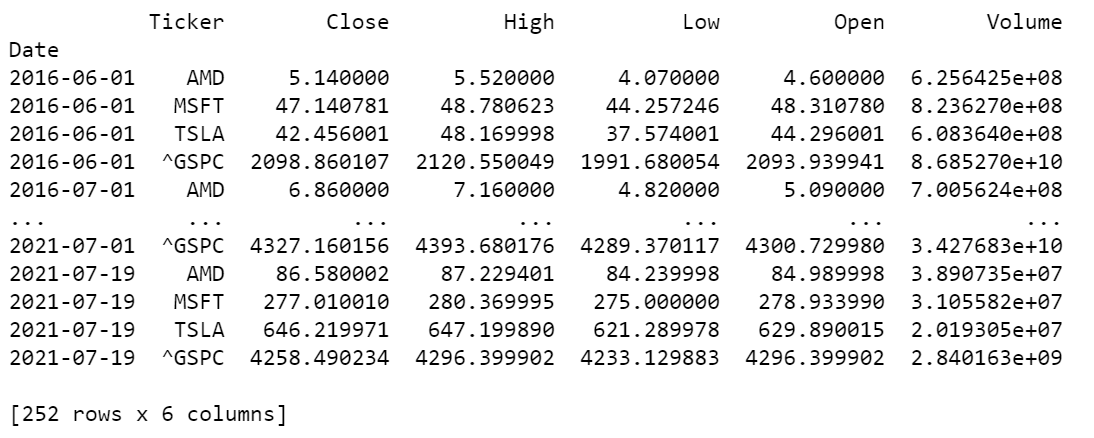 Ticker Close High Low Open Volume
Date
2016-06-01 AMD 5.140000 5.520000 4.070000 4.600000 6.256425e+08
2016-06-01 MSFT 47.140781 48.780623 44.257246 48.310780 8.236270e+08
2016-06-01 TSLA 42.456001 48.169998 37.574001 44.296001 6.083640e+08
2016-06-01 ^GSPC 2098.860107 2120.550049 1991.680054 2093.939941 8.685270e+10
2016-07-01 AMD 6.860000 7.160000 4.820000 5.090000 7.005624e+08
... ... ... ... ... ... ...
2021-07-01 ^GSPC 4327.160156 4393.680176 4289.370117 4300.729980 3.427683e+10
2021-07-19 AMD 86.580002 87.229401 84.239998 84.989998 3.890735e+07
2021-07-19 MSFT 277.010010 280.369995 275.000000 278.933990 3.105582e+07
2021-07-19 TSLA 646.219971 647.199890 621.289978 629.890015 2.019305e+07
2021-07-19 ^GSPC 4258.490234 4296.399902 4233.129883 4296.399902 2.840163e+09
[252 rows x 6 columns]